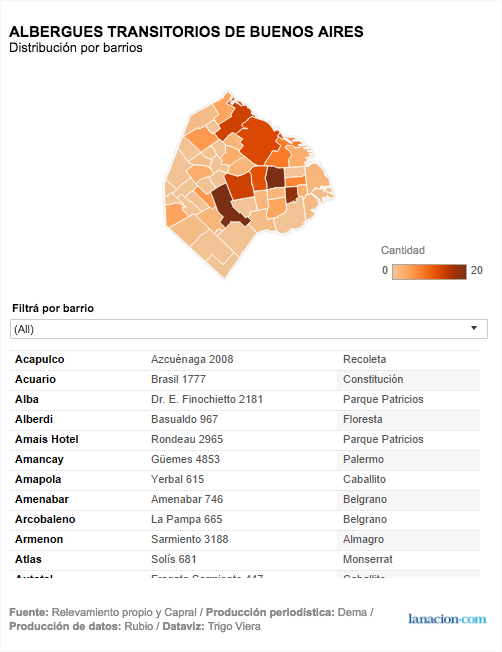 ALBERGUES TRANSITORIOS DE BUENOS AIRES
Distribución por barrios
Cantidad
0 20
Filtrá por barrio
(All)
Acapulco Azcuénaga 2008 Recoleta
Acuario Brasil 1777 Constitución
Alba Dr. E. Finochietto 2181 Parque Patricios
Alberdi Basualdo 967 Floresta
Amais Hotel Rondeau 2965 Parque Patricios
Amancay Güemes 4853 Palermo
Amapola Yerbal 615 Caballito
Amenabar Amenabar 746 Belgrano
Arcobaleno La Pampa 665 Belgrano
Armenon Sarmiento 3188 Almagro
Atlas Solís 681 Monserrat
Fuente: Relevamiento propio y Capral / Producción periodística: Dema /
Producción de datos: Rubio / Dataviz: Trigo Viera
lanacion.com